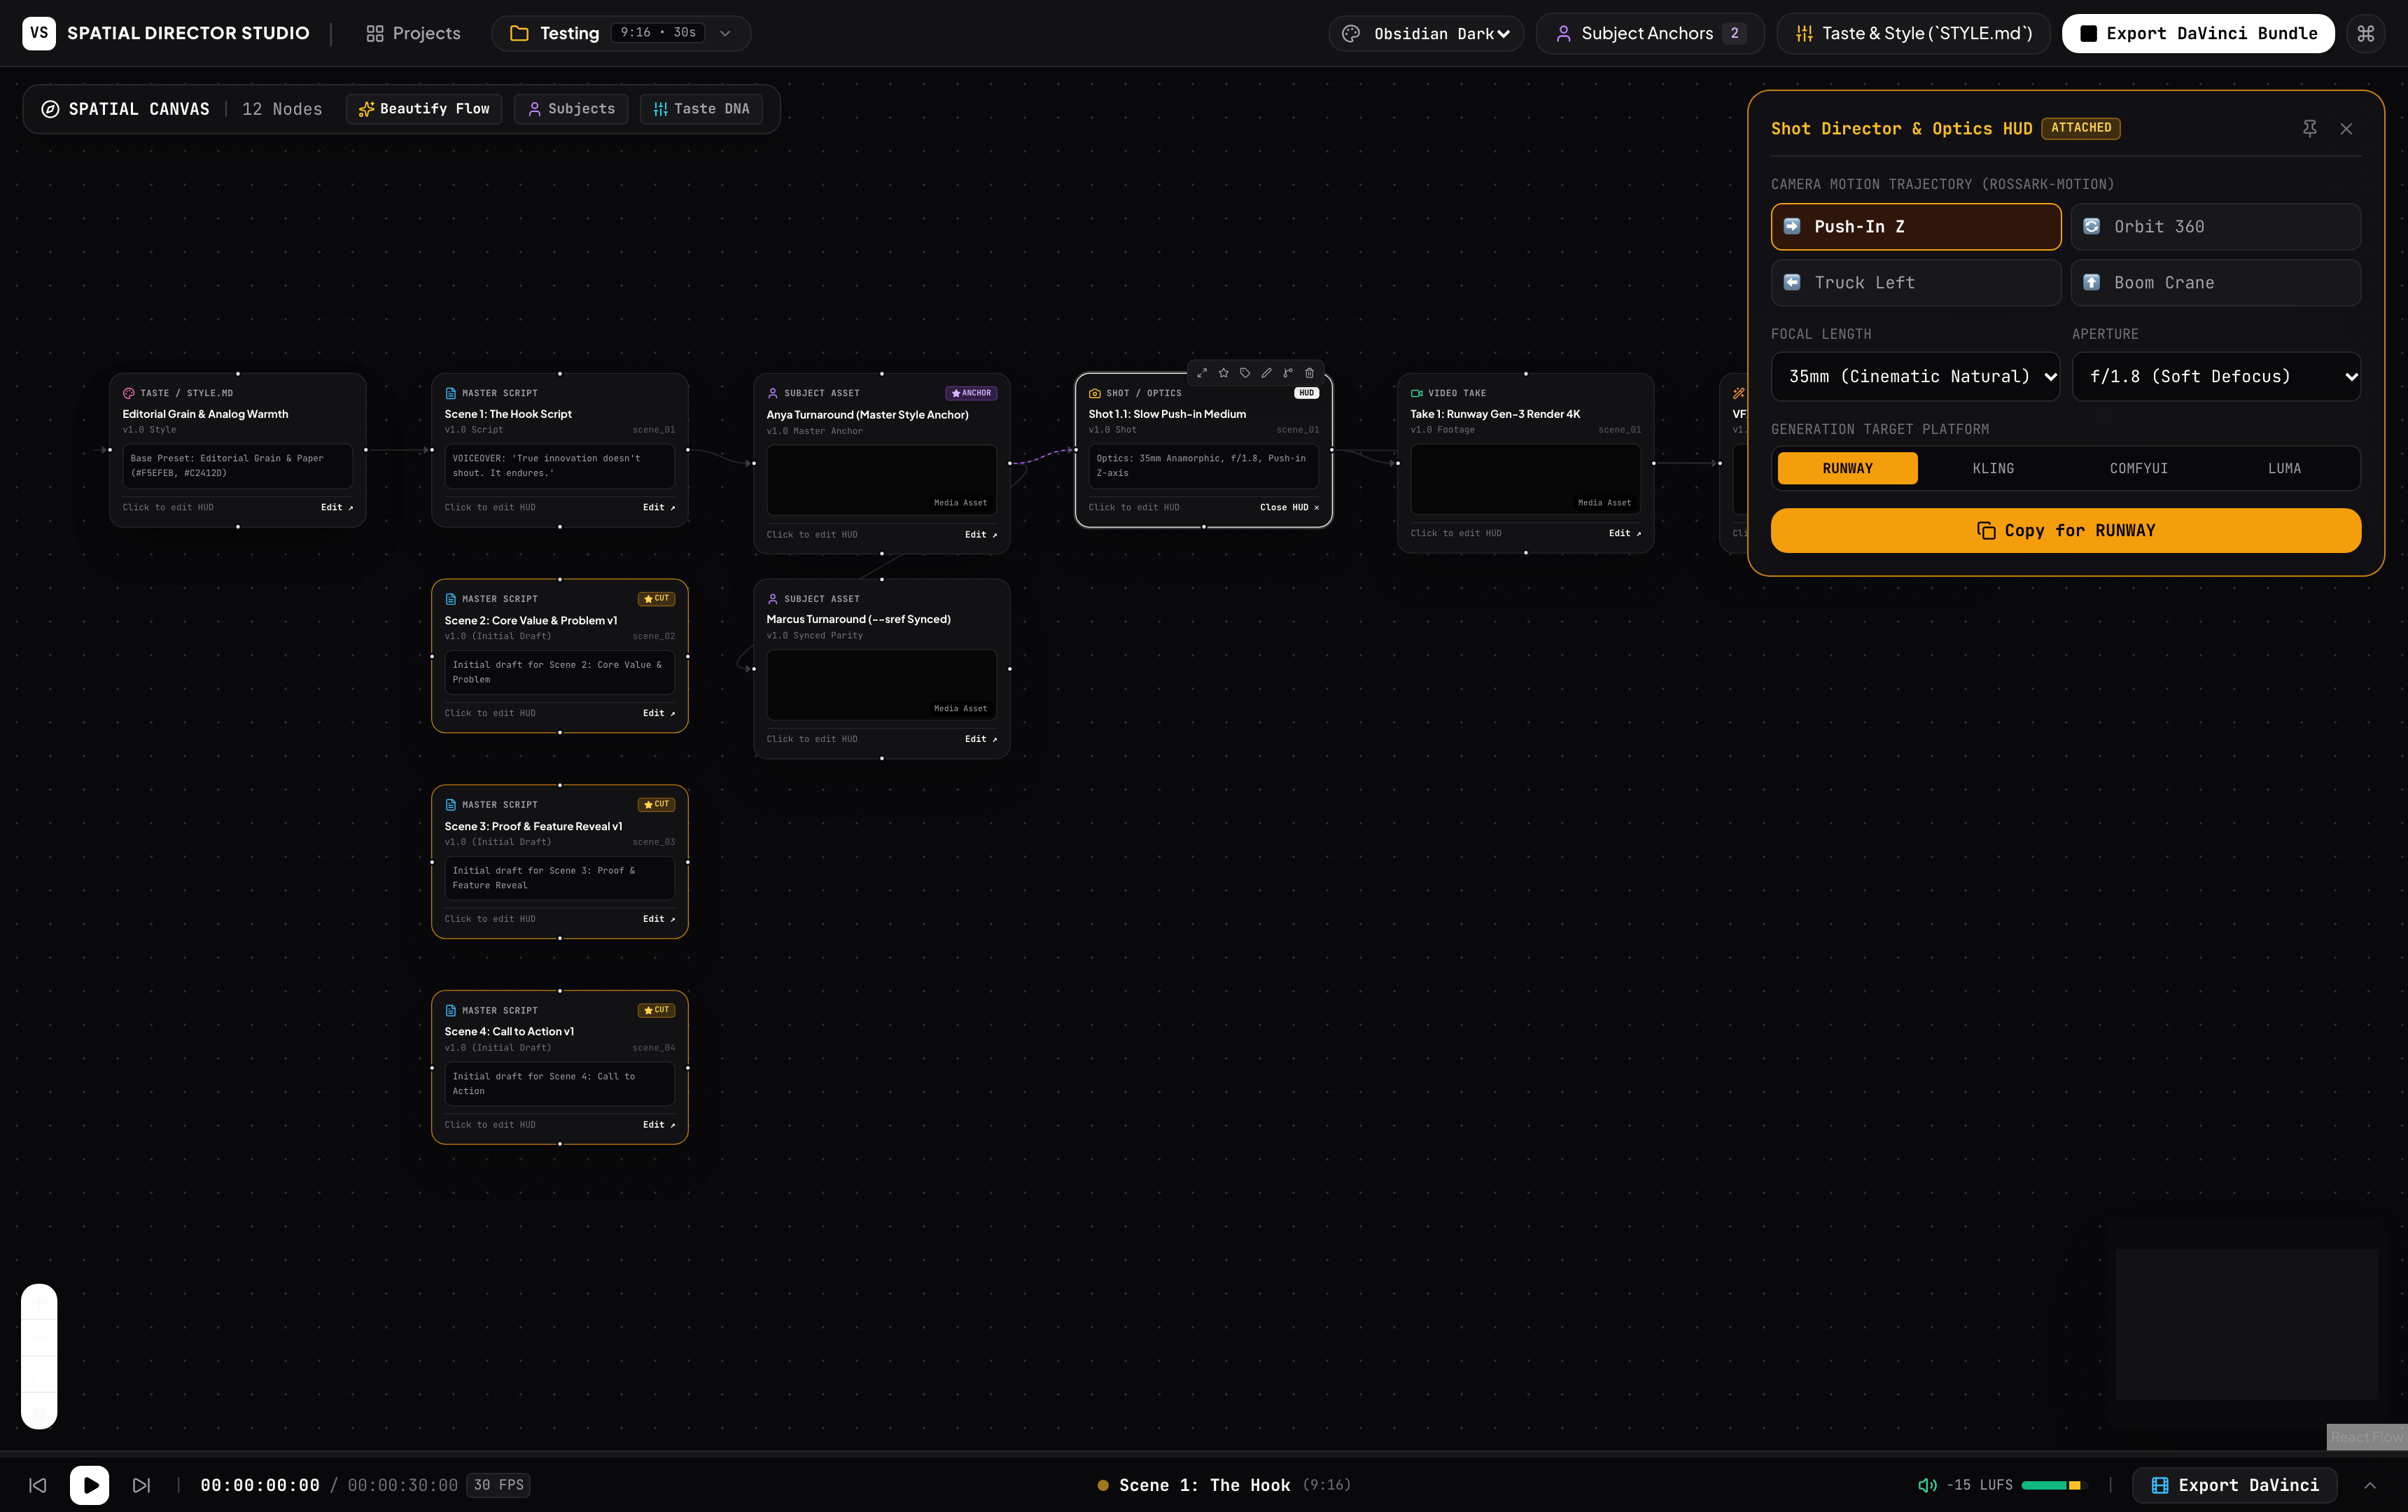 VS SPATIAL DIRECTOR STUDIO Projects Testing 9:16 • 30s Obsidian Dark Subject Anchors 2 Taste & Style (`STYLE.md`) Export DaVinci Bundle
SPATIAL CANVAS 12 Nodes Beautify Flow Subjects Taste DNA
Shot Director & Optics HUD ATTACHED
CAMERA MOTION TRAJECTORY (ROSSARK-MOTION)
Push-In Z Orbit 360
Truck Left Boom Crane
FOCAL LENGTH APERTURE
35mm (Cinematic Natural) f/1.8 (Soft Defocus)
GENERATION TARGET PLATFORM
RUNWAY KLING COMFYUI LUMA
Copy for RUNWAY
TASTE / STYLE.MD
Editorial Grain & Analog Warmth
v1.0 Style
Base Preset: Editorial Grain & Paper
(#F5EFEB, #C2412D)
Click to edit HUD Edit ↗
MASTER SCRIPT
Scene 1: The Hook Script
v1.0 Script scene_01
VOICEOVER: 'True innovation doesn't
shout. It endures.'
Click to edit HUD Edit ↗
SUBJECT ASSET ANCHOR
Anya Turnaround (Master Style Anchor)
v1.0 Master Anchor
Media Asset
Click to edit HUD Edit ↗
SHOT / OPTICS HUD
Shot 1.1: Slow Push-in Medium
v1.0 Shot scene_01
Optics: 35mm Anamorphic, f/1.8, Push-in
Z-axis
Click to edit HUD Close HUD ×
VIDEO TAKE
Take 1: Runway Gen-3 Render 4K
v1.0 Footage scene_01
Media Asset
Click to edit HUD Edit ↗
VF
v1.
Cli
MASTER SCRIPT CUT
Scene 2: Core Value & Problem v1
v1.0 (Initial Draft) scene_02
Initial draft for Scene 2: Core Value &
Problem
Click to edit HUD Edit ↗
SUBJECT ASSET
Marcus Turnaround (--sref Synced)
v1.0 Synced Parity
Media Asset
Click to edit HUD Edit ↗
MASTER SCRIPT CUT
Scene 3: Proof & Feature Reveal v1
v1.0 (Initial Draft) scene_03
Initial draft for Scene 3: Proof &
Feature Reveal
Click to edit HUD Edit ↗
MASTER SCRIPT CUT
Scene 4: Call to Action v1
v1.0 (Initial Draft) scene_04
Initial draft for Scene 4: Call to
Action
Click to edit HUD Edit ↗
React Flow
00:00:00:00 / 00:00:30:00 30 FPS Scene 1: The Hook (9:16) -15 LUFS Export DaVinci